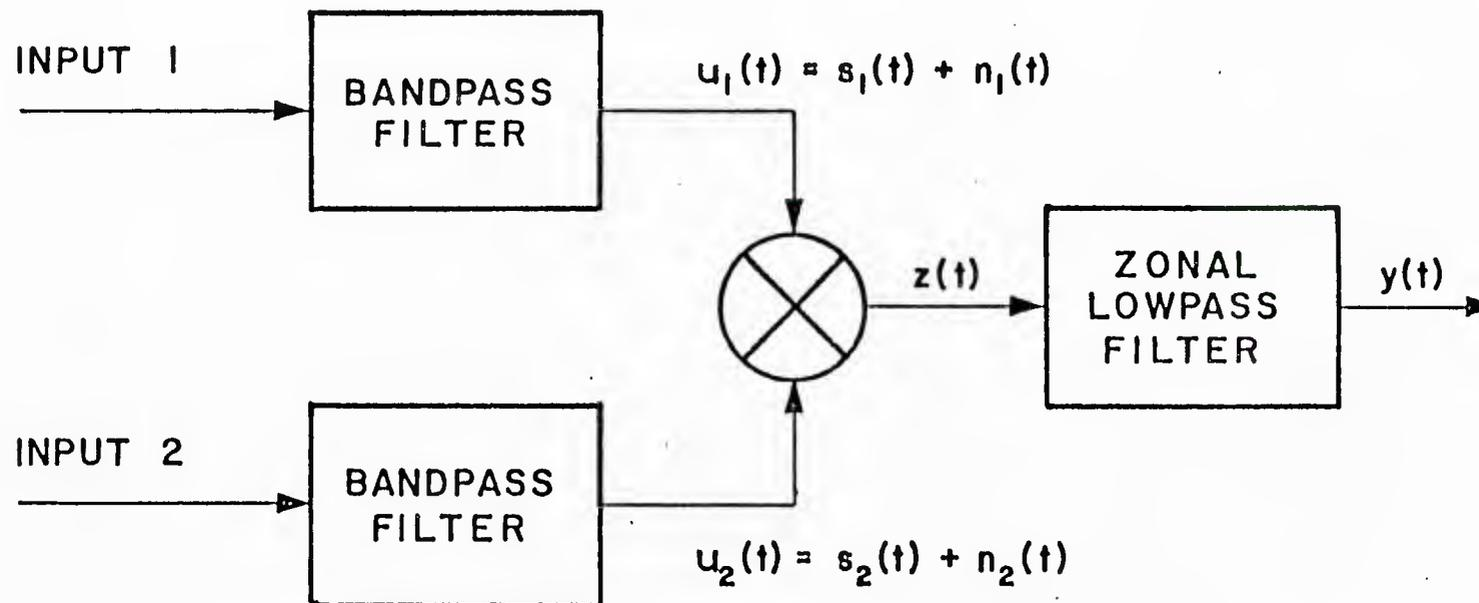 INPUT 1
BANDPASS
FILTER
u₁(t) = s₁(t) + n₁(t)
z(t)
ZONAL
LOWPASS
FILTER
y(t)
INPUT 2
BANDPASS
FILTER
u₂(t) = s₂(t) + n₂(t)